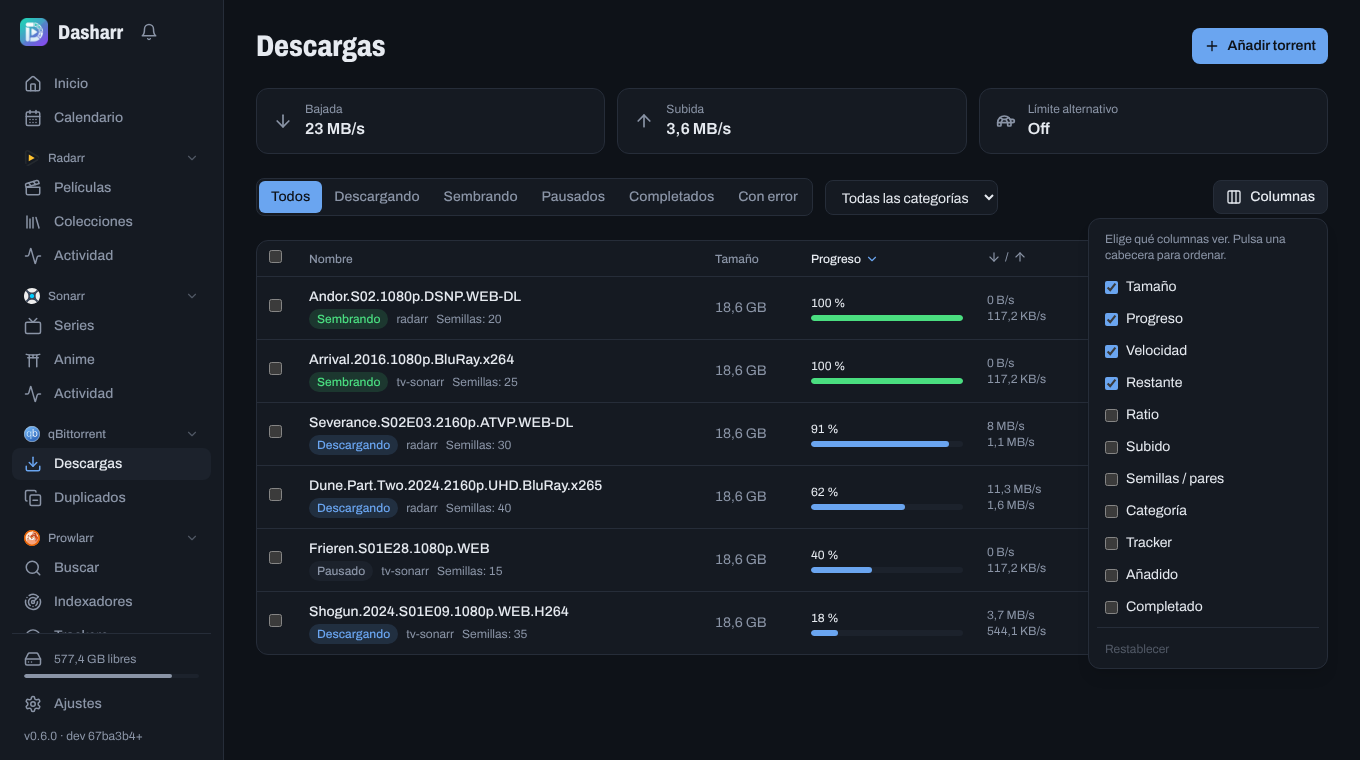 Dasharr
Inicio
Calendario
Radarr
Películas
Colecciones
Actividad
Sonarr
Series
Anime
Actividad
qBittorrent
Descargas
Duplicados
Prowlarr
Buscar
Indexadores
577,4 GB libres
Ajustes
v0.6.0 · dev 67ba3b4+
Descargas
+ Añadir torrent
Bajada
23 MB/s
Subida
3,6 MB/s
Límite alternativo
Off
Todos Descargando Sembrando Pausados Completados Con error
Todas las categorías
Columnas
Nombre Tamaño Progreso ↓ / ↑
Andor.S02.1080p.DSNP.WEB-DL
Sembrando radarr Semillas: 20
18,6 GB
100 %
0 B/s
117,2 KB/s
Arrival.2016.1080p.BluRay.x264
Sembrando tv-sonarr Semillas: 25
18,6 GB
100 %
0 B/s
117,2 KB/s
Severance.S02E03.2160p.ATVP.WEB-DL
Descargando radarr Semillas: 30
18,6 GB
91 %
8 MB/s
1,1 MB/s
Dune.Part.Two.2024.2160p.UHD.BluRay.x265
Descargando radarr Semillas: 40
18,6 GB
62 %
11,3 MB/s
1,6 MB/s
Frieren.S01E28.1080p.WEB
Pausado tv-sonarr Semillas: 15
18,6 GB
40 %
0 B/s
117,2 KB/s
Shogun.2024.S01E09.1080p.WEB.H264
Descargando tv-sonarr Semillas: 35
18,6 GB
18 %
3,7 MB/s
544,1 KB/s
Elige qué columnas ver. Pulsa una
cabecera para ordenar.
Tamaño
Progreso
Velocidad
Restante
Ratio
Subido
Semillas / pares
Categoría
Tracker
Añadido
Completado
Restablecer